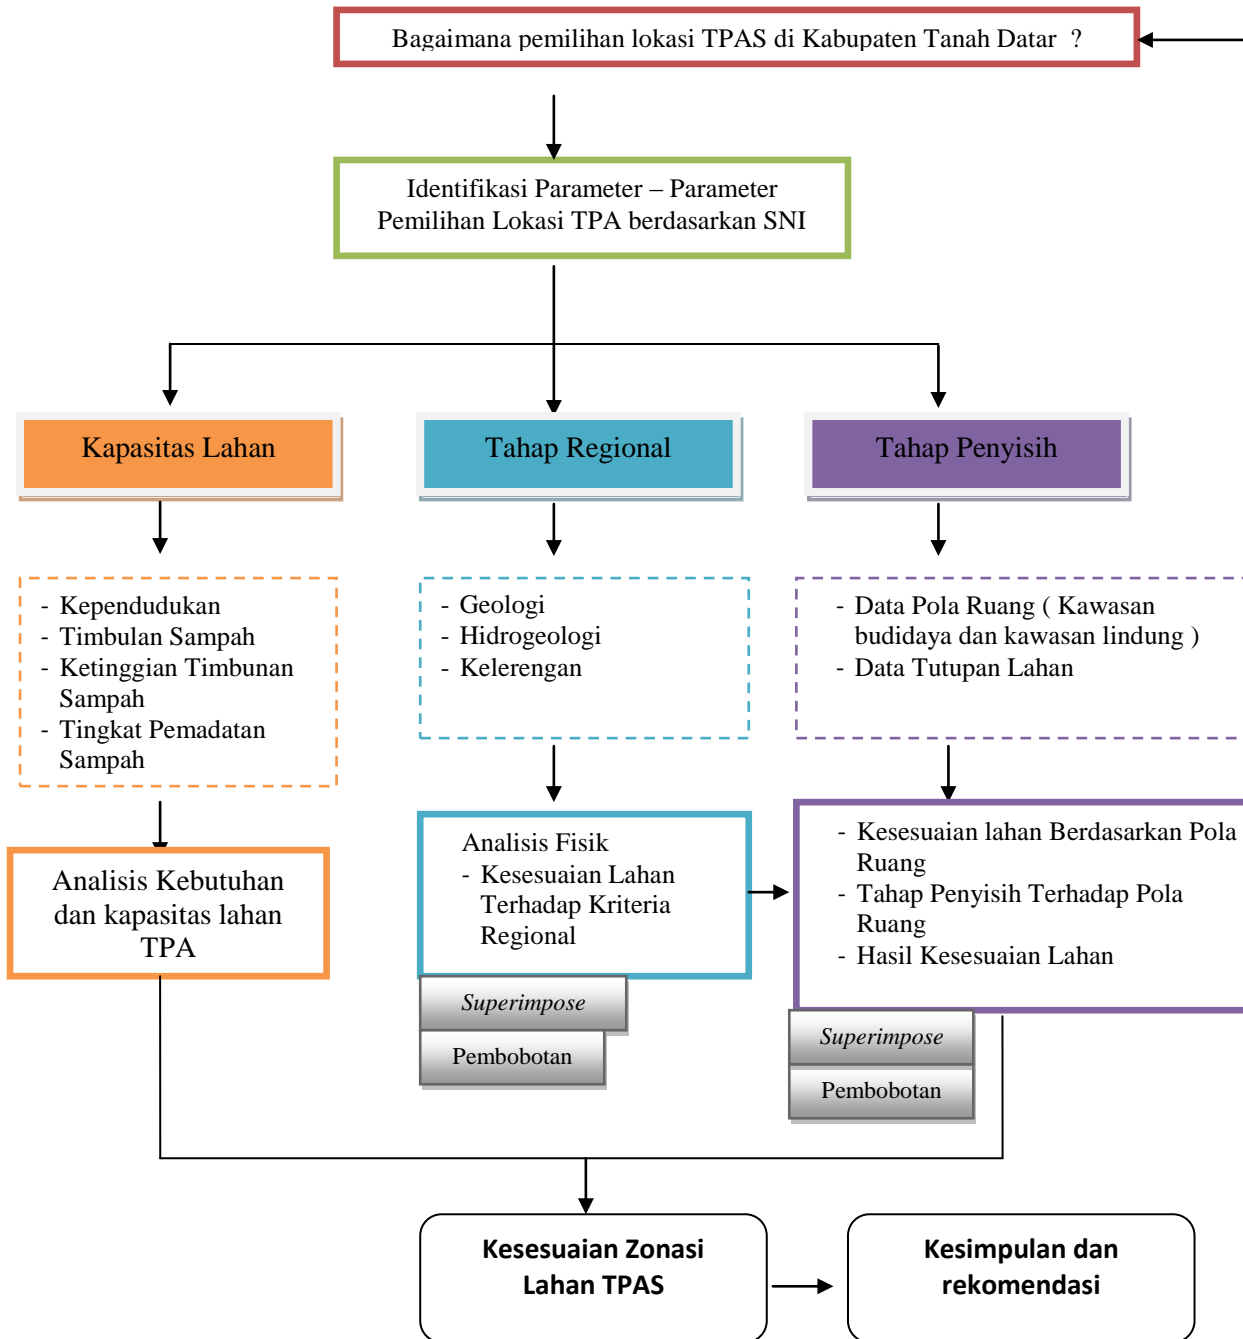 Bagaimana pemilihan lokasi TPAS di Kabupaten Tanah Datar ?
Identifikasi Parameter – Parameter
Pemilihan Lokasi TPA berdasarkan SNI
Kapasitas Lahan
Tahap Regional
Tahap Penyisih
- Kependudukan
- Timbulan Sampah
- Ketinggian Timbunan
Sampah
- Tingkat Pemadatan
Sampah
- Geologi
- Hidrogeologi
- Kelerengan
- Data Pola Ruang ( Kawasan
budidaya dan kawasan lindung )
- Data Tutupan Lahan
Analisis Kebutuhan
dan kapasitas lahan
TPA
Analisis Fisik
- Kesesuaian Lahan
Terhadap Kriteria
Regional
Superimpose
Pembobotan
- Kesesuaian lahan Berdasarkan Pola
Ruang
- Tahap Penyisih Terhadap Pola
Ruang
- Hasil Kesesuaian Lahan
Superimpose
Pembobotan
Kesesuaian Zonasi
Lahan TPAS
Kesimpulan dan
rekomendasi